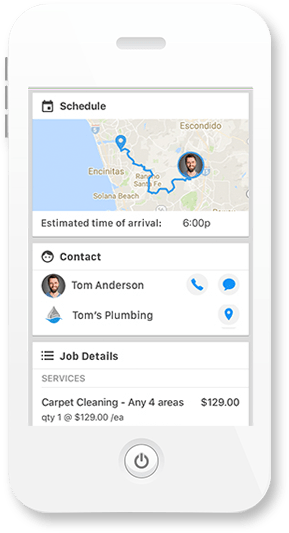 Schedule
Escondido
Encinitas
Rancho
Santa Fe
Solana Beach
Estimated time of arrival: 6:00p
Contact
Tom Anderson
Tom's Plumbing
Job Details
SERVICES
Carpet Cleaning - Any 4 areas $129.00
qty 1 @ $129.00 /ea